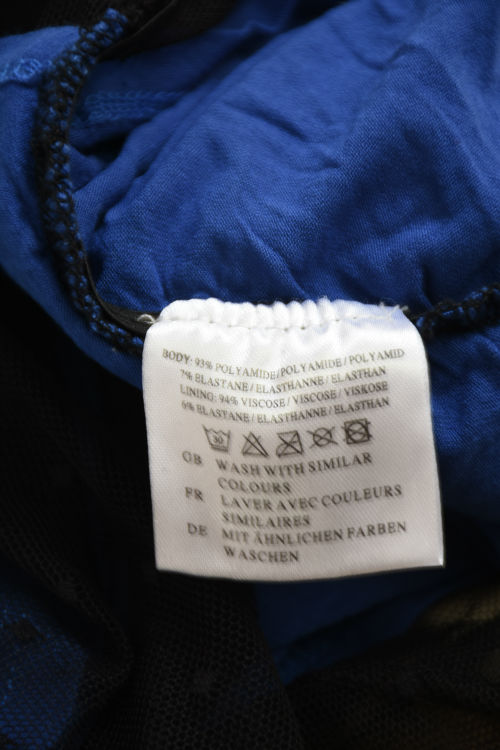 BODY: 93% POLYAMIDE / POLYAMIDE / POLYAMID
7% ELASTANE / ELASTHANNE / ELASTHAN
LINING: 94% VISCOSE / VISCOSE / VISKOSE
6% ELASTANE / ELASTHANNE / ELASTHAN
30
GB WASH WITH SIMILAR
COLOURS
FR LAVER AVEC COULEURS
SIMILAIRES
DE MIT ÄHNLICHEN FARBEN
WASCHEN